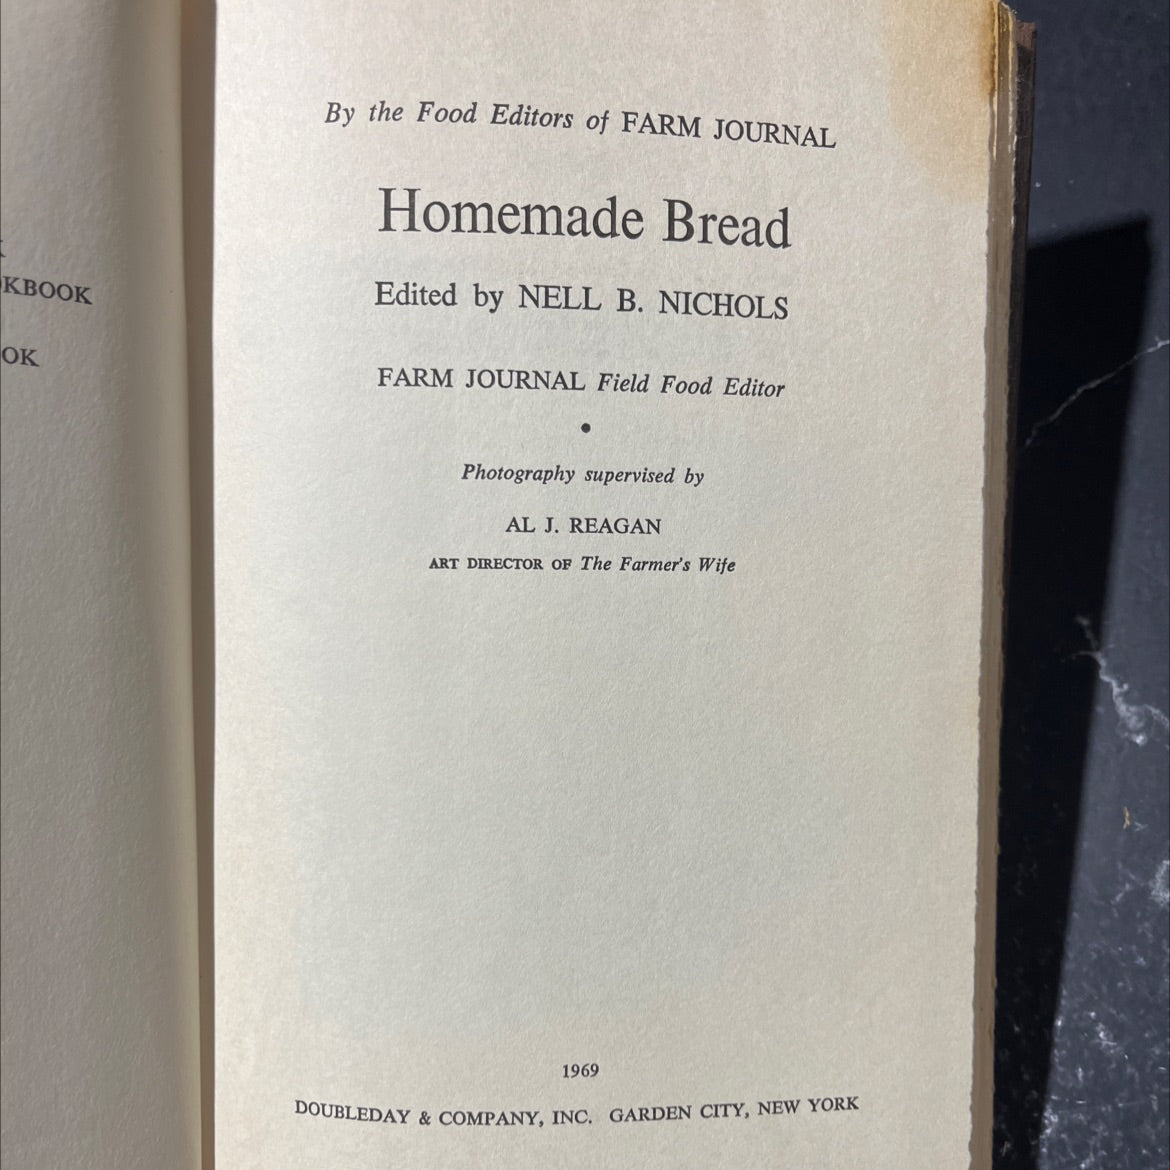 KBOOK
OK
By the Food Editors of FARM JOURNAL
Homemade Bread
Edited by NELL B. NICHOLS
FARM JOURNAL Field Food Editor
•
Photography supervised by
AL J. REAGAN
ART DIRECTOR OF The Farmer's Wife
1969
DOUBLEDAY & COMPANY, INC. GARDEN CITY, NEW YORK